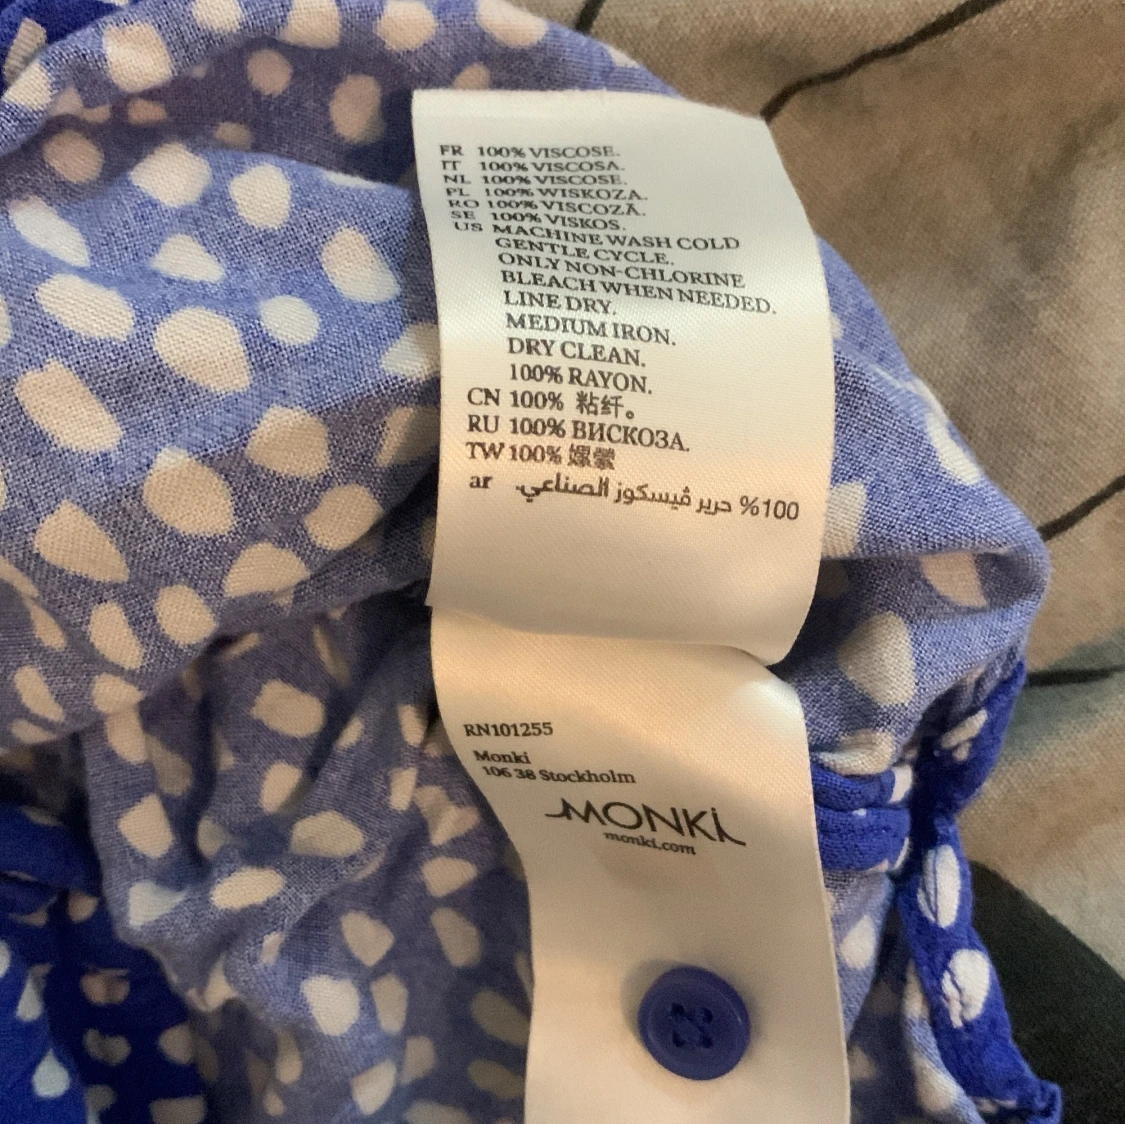 FR 100% VISCOSE.
IT 100% VISCOSA.
NL 100% VISCOSE.
PL 100% WISKOZA.
RO 100% VISCOZĂ.
SE 100% VISKOS.
US MACHINE WASH COLD
GENTLE CYCLE.
ONLY NON-CHLORINE
BLEACH WHEN NEEDED.
LINE DRY.
MEDIUM IRON.
DRY CLEAN.
100% RAYON.
CN 100% 粘纤。
RU 100% ВИСКОЗА.
TW 100% 嫘縈
ar 100% حرير ڤيسكوز الصناعي.
RN101255
Monki
106 38 Stockholm
MONKI
monki.com